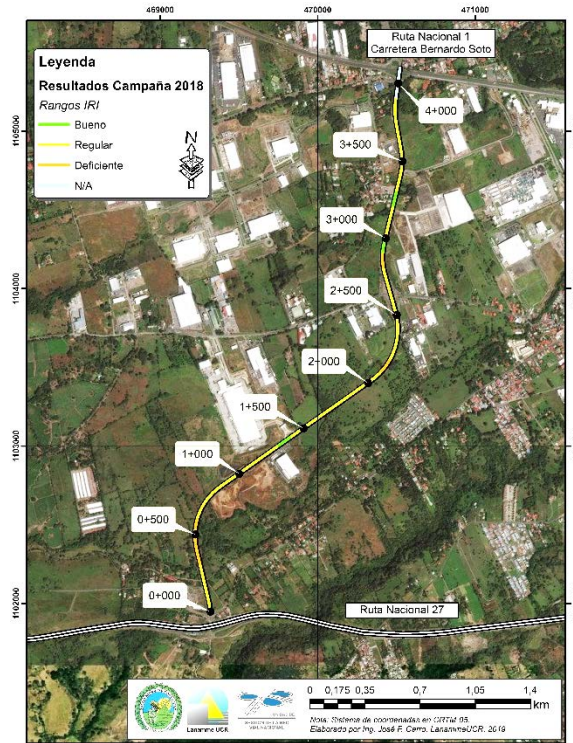 469000
470000
471000
Ruta Nacional 1
Carretera Bernardo Soto
Leyenda
Resultados Campaña 2018
Rangos IRI
Bueno
Regular
Deficiente
N/A
N
4+000
3+500
3+000
2+500
2+000
1+500
1+000
0+500
0+000
Ruta Nacional 27
1105000
1104000
1103000
1102000
Lanamme UCR
0 0,175 0,35 0,7 1,05 1,4
km
Nota: Sistema de coordenadas en CRTM 05.
Elaborado por Ing. José P. LanammeUCR, 2019